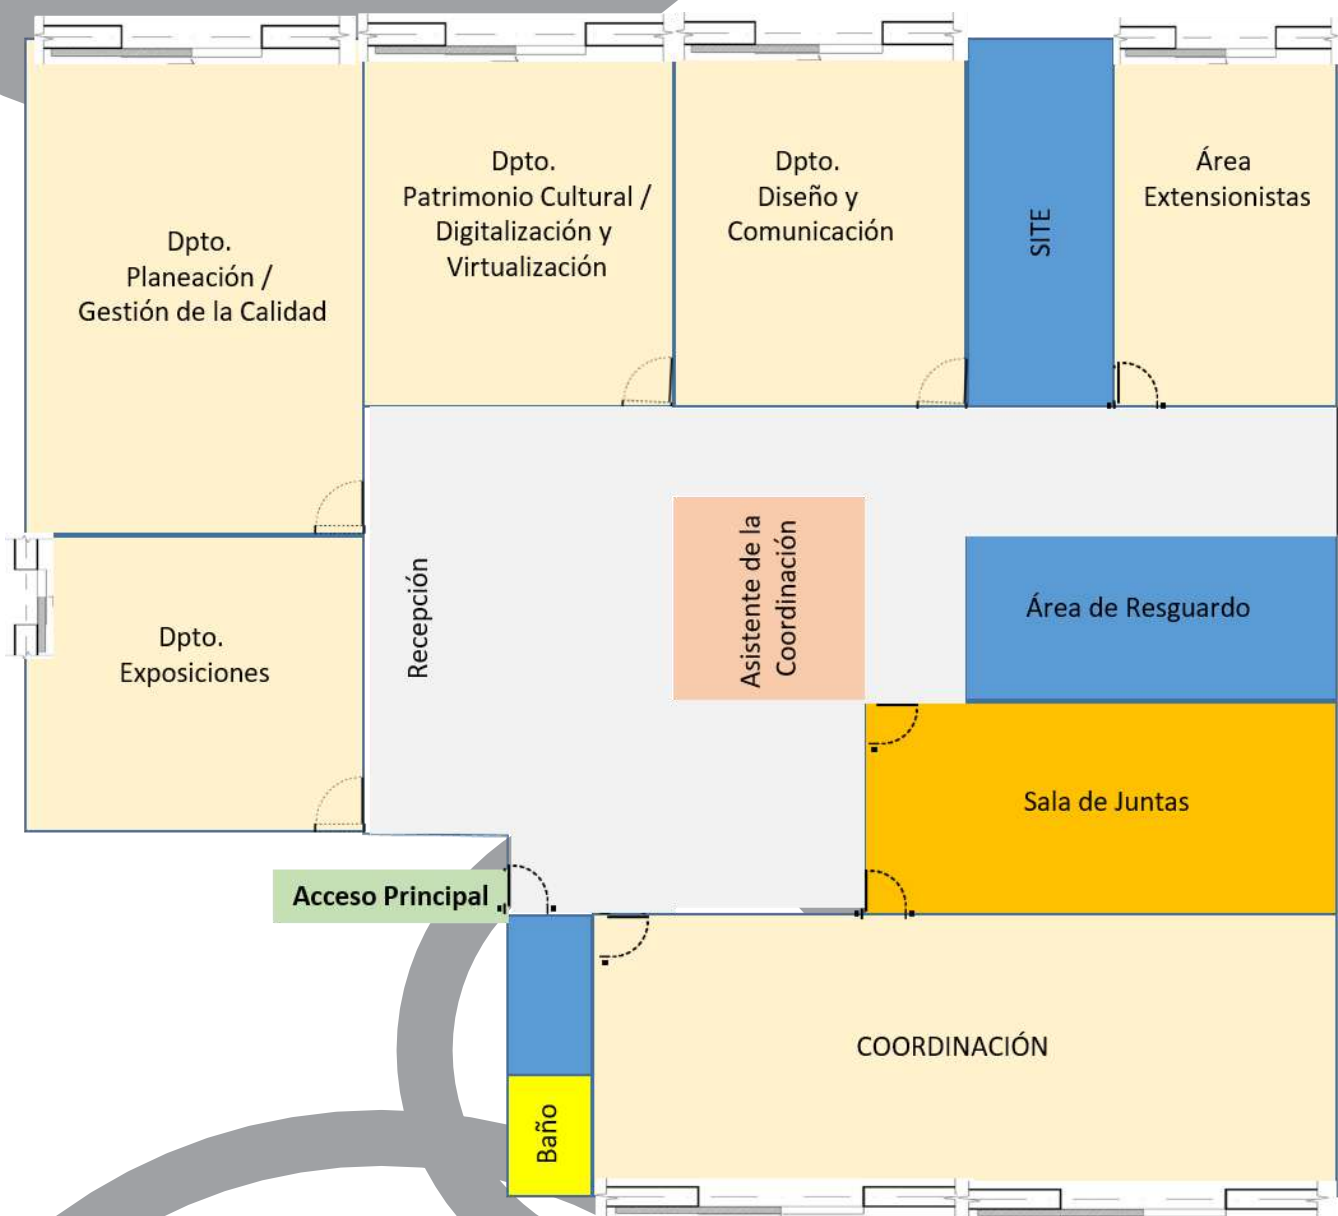 Dpto.
Planeación /
Gestión de la Calidad
Dpto.
Patrimonio Cultural /
Digitalización y
Virtualización
Dpto.
Diseño y
Comunicación
SITE
Área
Extensionistas
Recepción
Asistente de la
Coordinación
Área de Resguardo
Dpto.
Exposiciones
Sala de Juntas
Acceso Principal
COORDINACIÓN
Baño